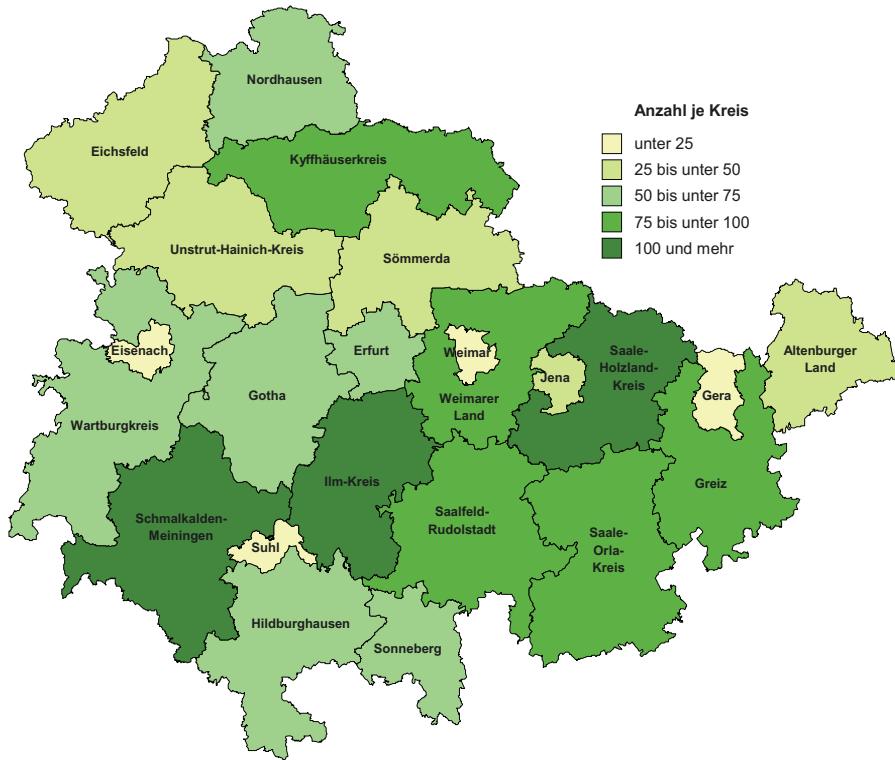 Nordhausen
Anzahl je Kreis
unter 25
25 bis unter 50
50 bis unter 75
75 bis unter 100
100 und mehr
Eichsfeld
Kyffhäuserkreis
Unstrut-Hainich-Kreis
Sömmerda
Eisenach
Erfurt
Weimar
Saale-
Holzland-
Kreis
Altenburger
Land
Jena
Gotha
Weimarer
Land
Gera
Wartburgkreis
Ilm-Kreis
Greiz
Schmalkalden-
Meiningen
Saalfeld-
Rudolstadt
Saale-
Orla-
Kreis
Suhl
Hildburghausen
Sonneberg